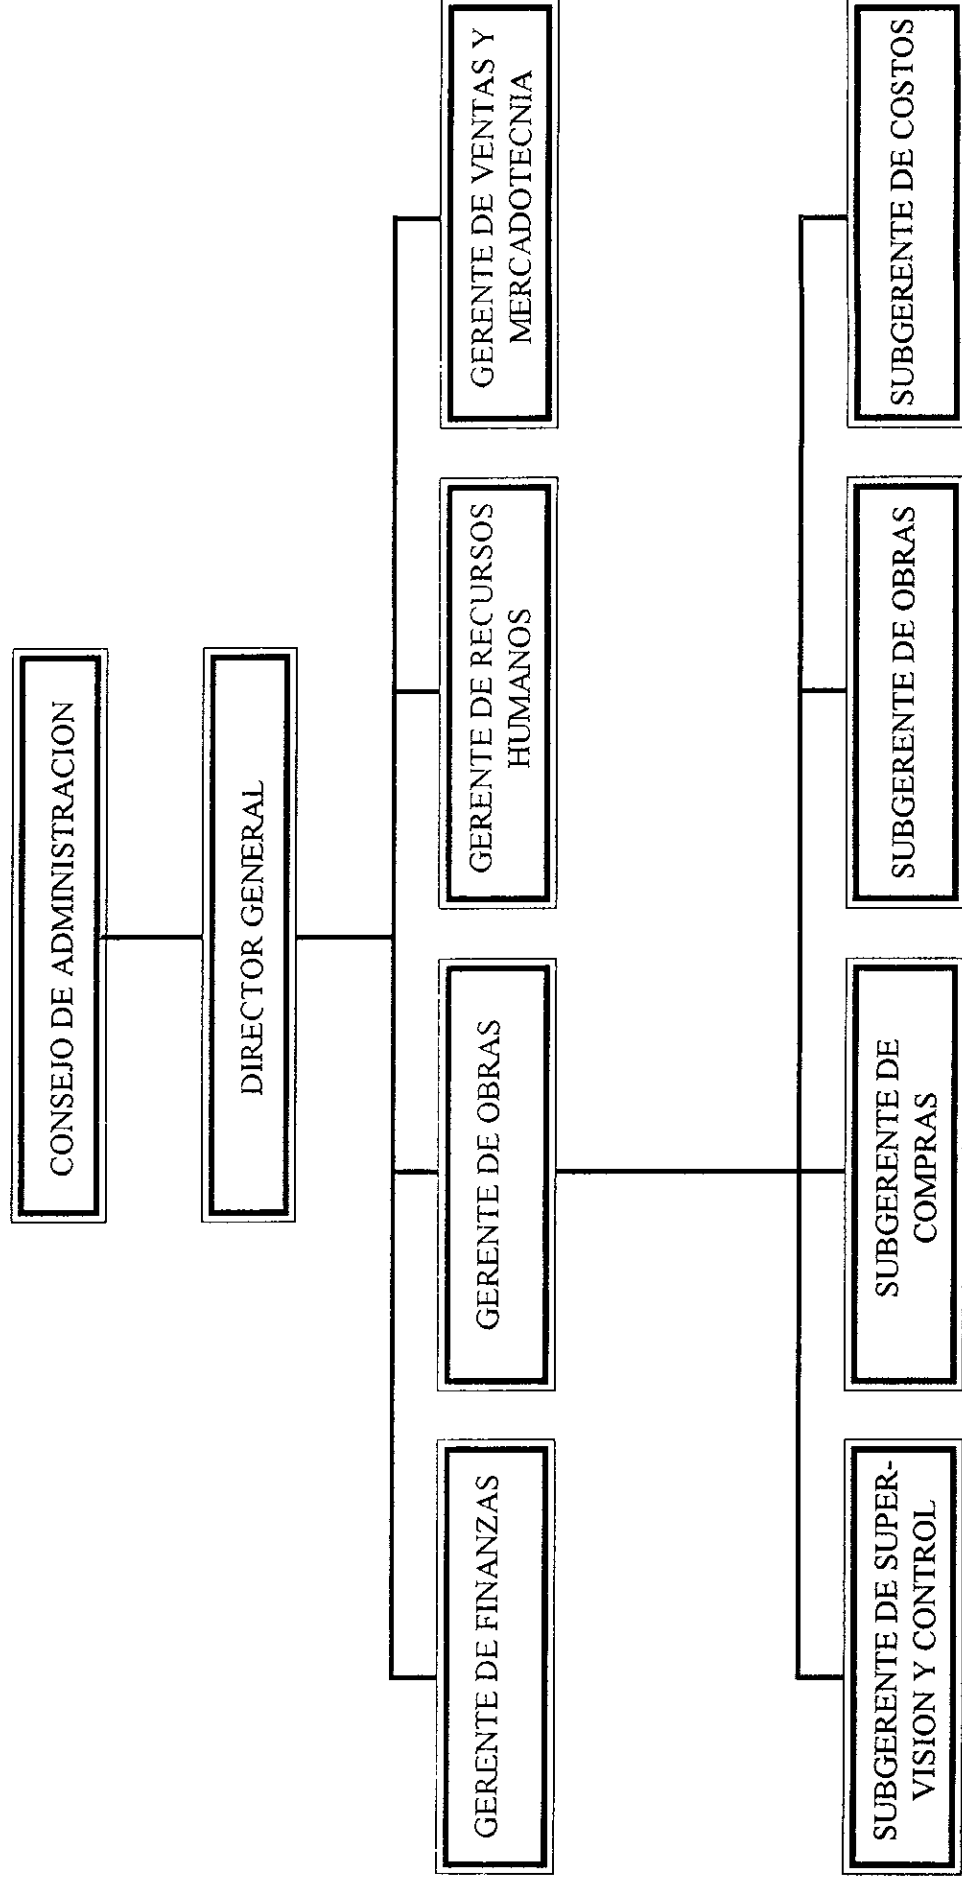 CONSEJO DE ADMINISTRACION
DIRECTOR GENERAL
GERENTE DE FINANZAS
GERENTE DE OBRAS
GERENTE DE RECURSOS
HUMANOS
GERENTE DE VENTAS Y
MERCADOTECNIA
SUBGERENTE DE SUPER-
VISION Y CONTROL
SUBGERENTE DE
COMPRAS
SUBGERENTE DE OBRAS
SUBGERENTE DE COSTOS